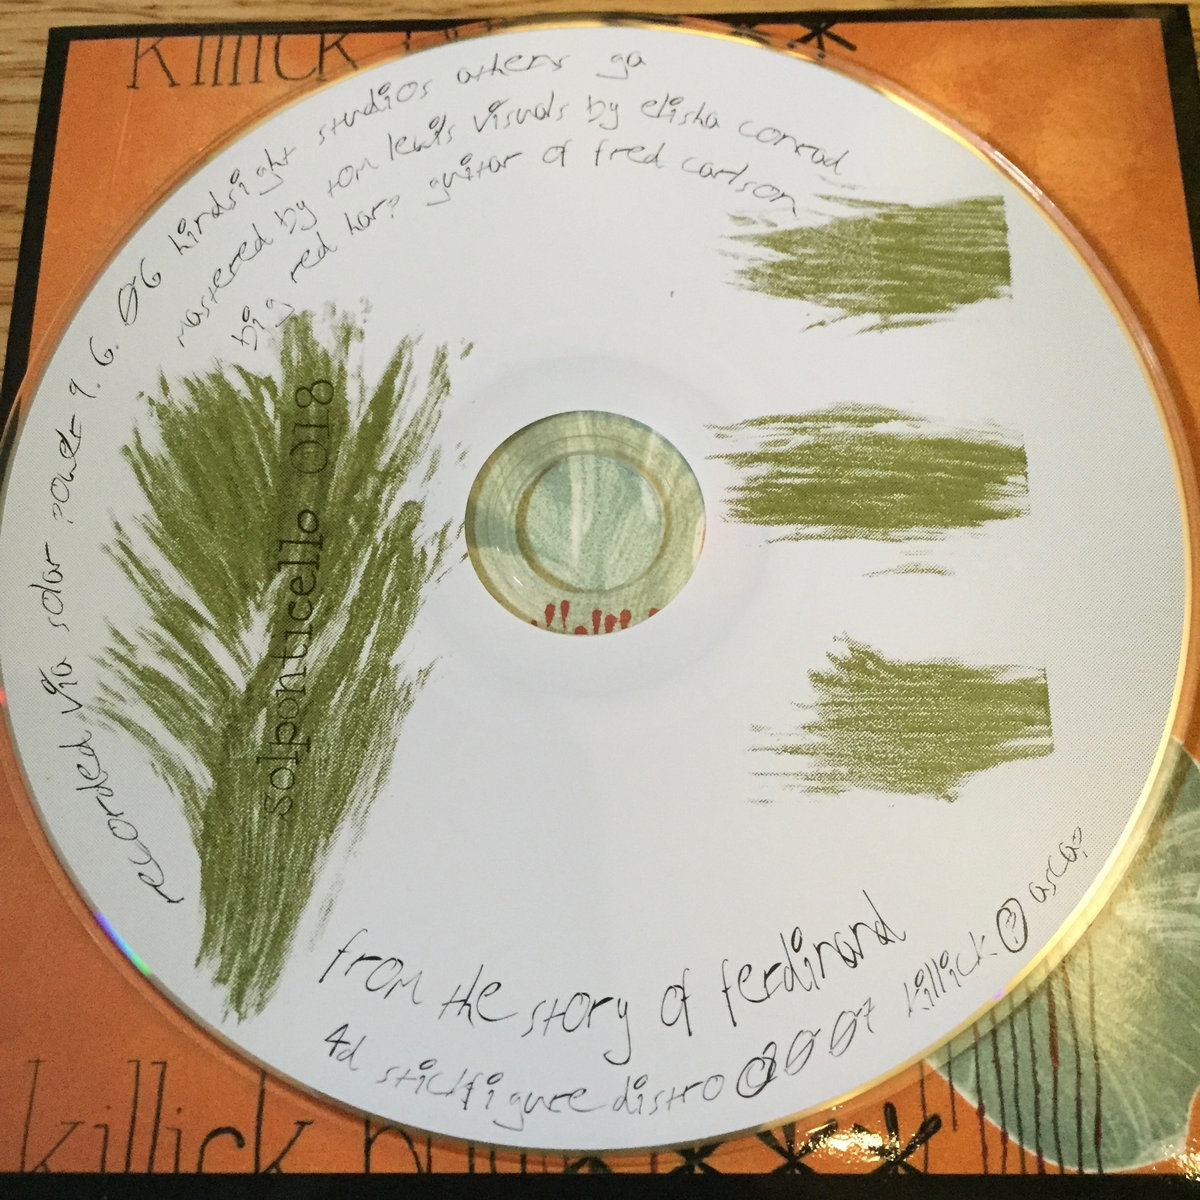 killick
recorded via solar power 9.6.06 hindsight studios athens ga
mastered by tom lewis visuals by elisha conrad
big red harp guitar of fred carlson
solponticello 018
from the story of ferdinand
4d stickfigure distro © 2007 killick ℗ ascap
killick